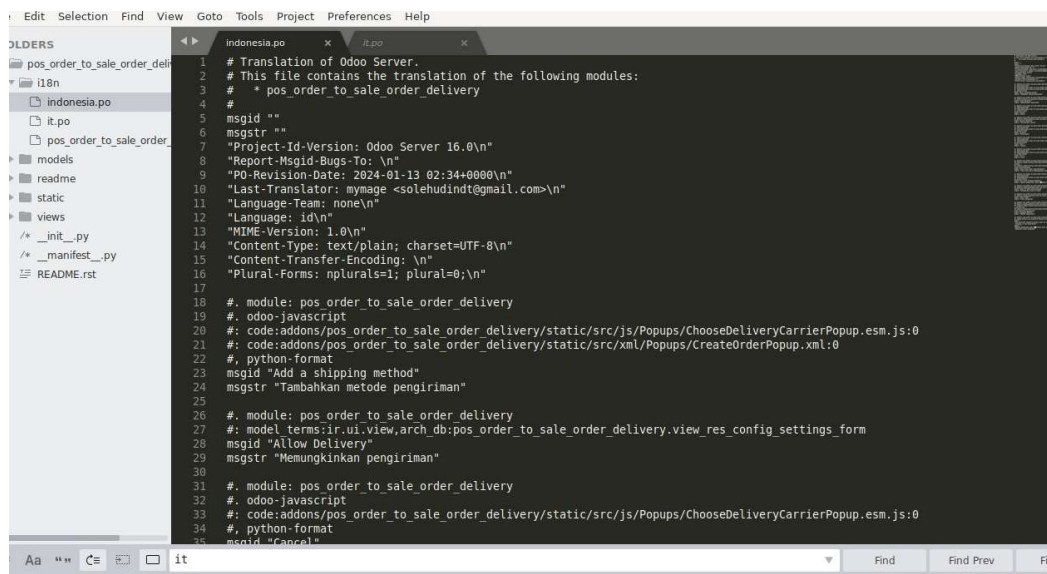 Edit Selection Find View Goto Tools Project Preferences Help
OLDERS
pos_order_to_sale_order_deli
i18n
indonesia.po
it.po
pos_order_to_sale_order_
models
readme
static
views
/* __init__.py
/* __manifest__.py
README.rst
indonesia.po × it.po ×
1 # Translation of Odoo Server.
2 # This file contains the translation of the following modules:
3 # * pos_order_to_sale_order_delivery
4 #
5 msgid ""
6 msgstr ""
7 "Project-Id-Version: Odoo Server 16.0\n"
8 "Report-Msgid-Bugs-To: \n"
9 "PO-Revision-Date: 2024-01-13 02:34+0000\n"
10 "Last-Translator: mymage <solehudindt@gmail.com>\n"
11 "Language-Team: none\n"
12 "Language: id\n"
13 "MIME-Version: 1.0\n"
14 "Content-Type: text/plain; charset=UTF-8\n"
15 "Content-Transfer-Encoding: \n"
16 "Plural-Forms: nplurals=1; plural=0;\n"
17
18 #. module: pos_order_to_sale_order_delivery
19 #. odoo-javascript
20 #: code:addons/pos_order_to_sale_order_delivery/static/src/js/Popups/ChooseDeliveryCarrierPopup.esm.js:0
21 #: code:addons/pos_order_to_sale_order_delivery/static/src/xml/Popups/CreateOrderPopup.xml:0
22 #, python-format
23 msgid "Add a shipping method"
24 msgstr "Tambahkan metode pengiriman"
25
26 #. module: pos_order_to_sale_order_delivery
27 #: model_terms:ir.ui.view,arch_db:pos_order_to_sale_order_delivery.view_res_config_settings_form
28 msgid "Allow Delivery"
29 msgstr "Memungkinkan pengiriman"
30
31 #. module: pos_order_to_sale_order_delivery
32 #. odoo-javascript
33 #: code:addons/pos_order_to_sale_order_delivery/static/src/js/Popups/ChooseDeliveryCarrierPopup.esm.js:0
34 #, python-format
35 msgid "Cancel"
Aa "" it Find Find Prev Fi